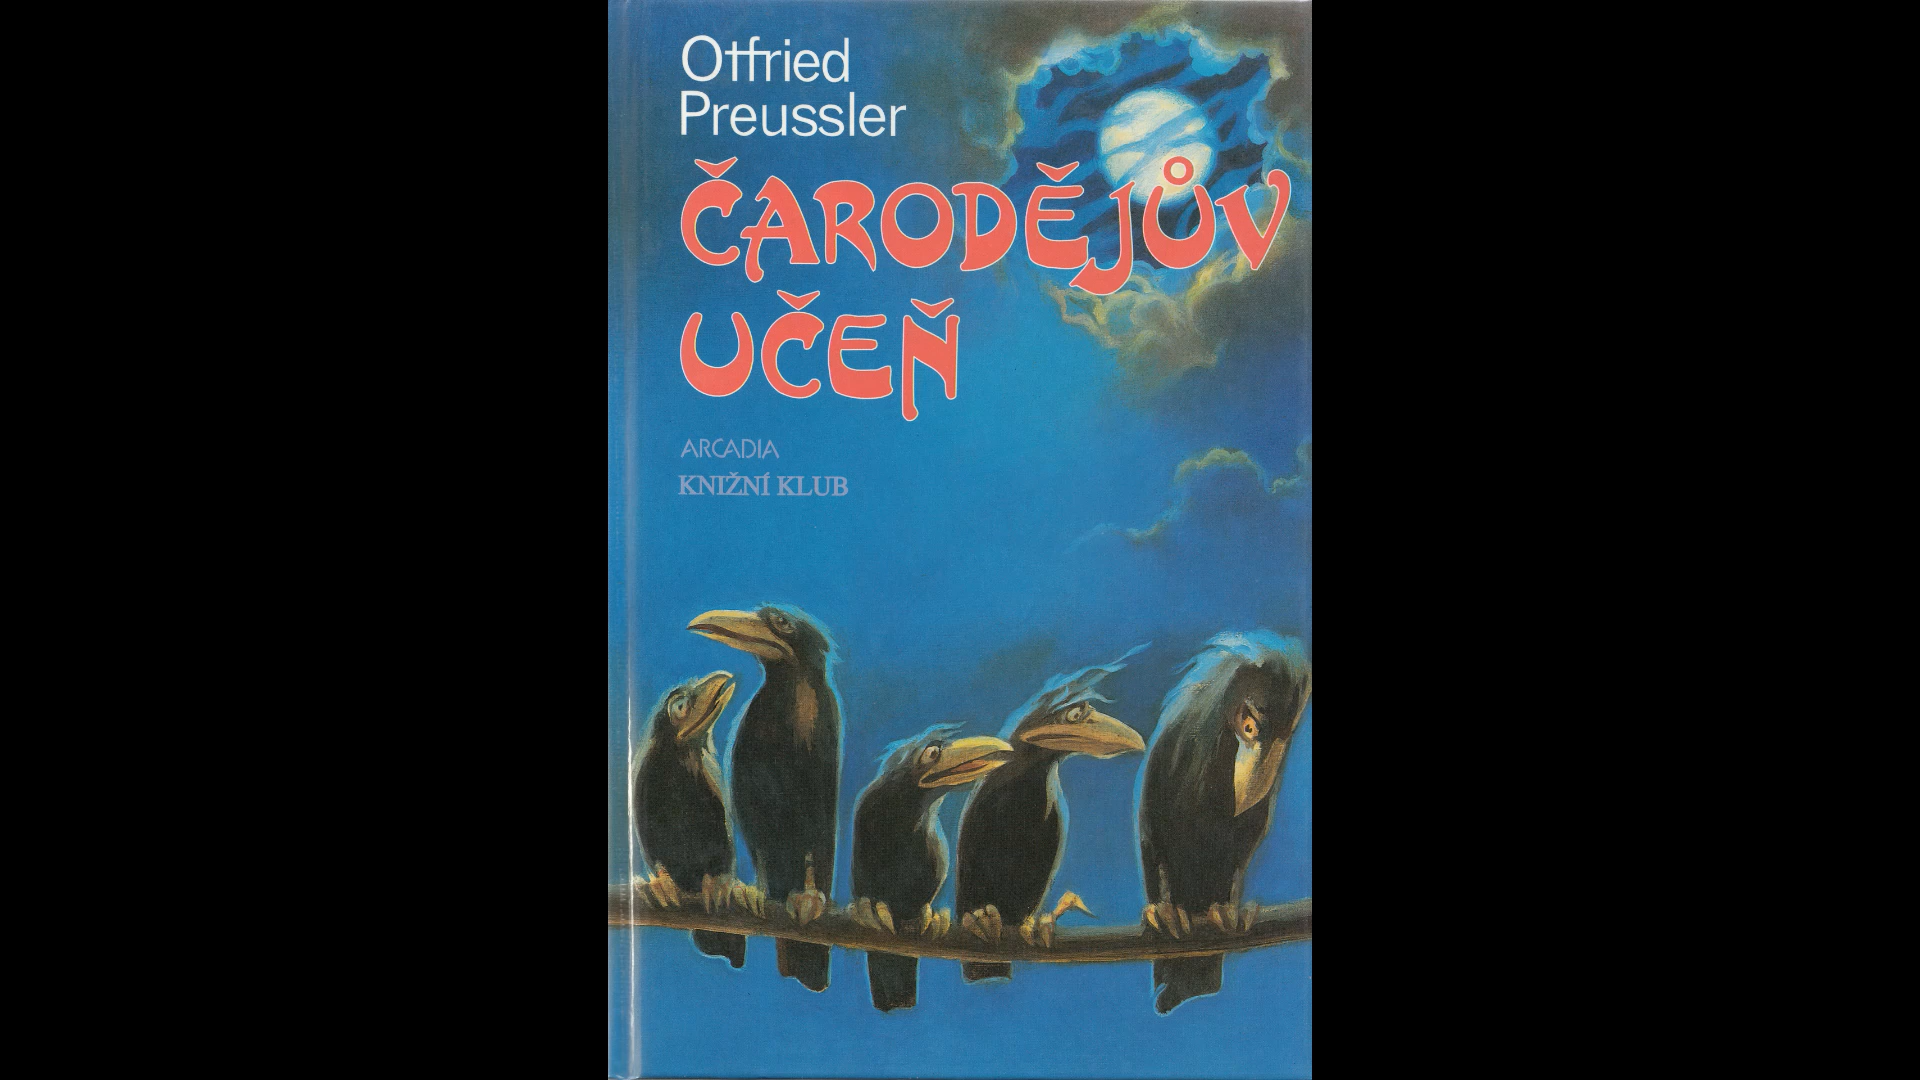 Otfried
Preussler
ČARODĚJŮV
UČEŇ
ARCADIA
KNIŽNÍ KLUB